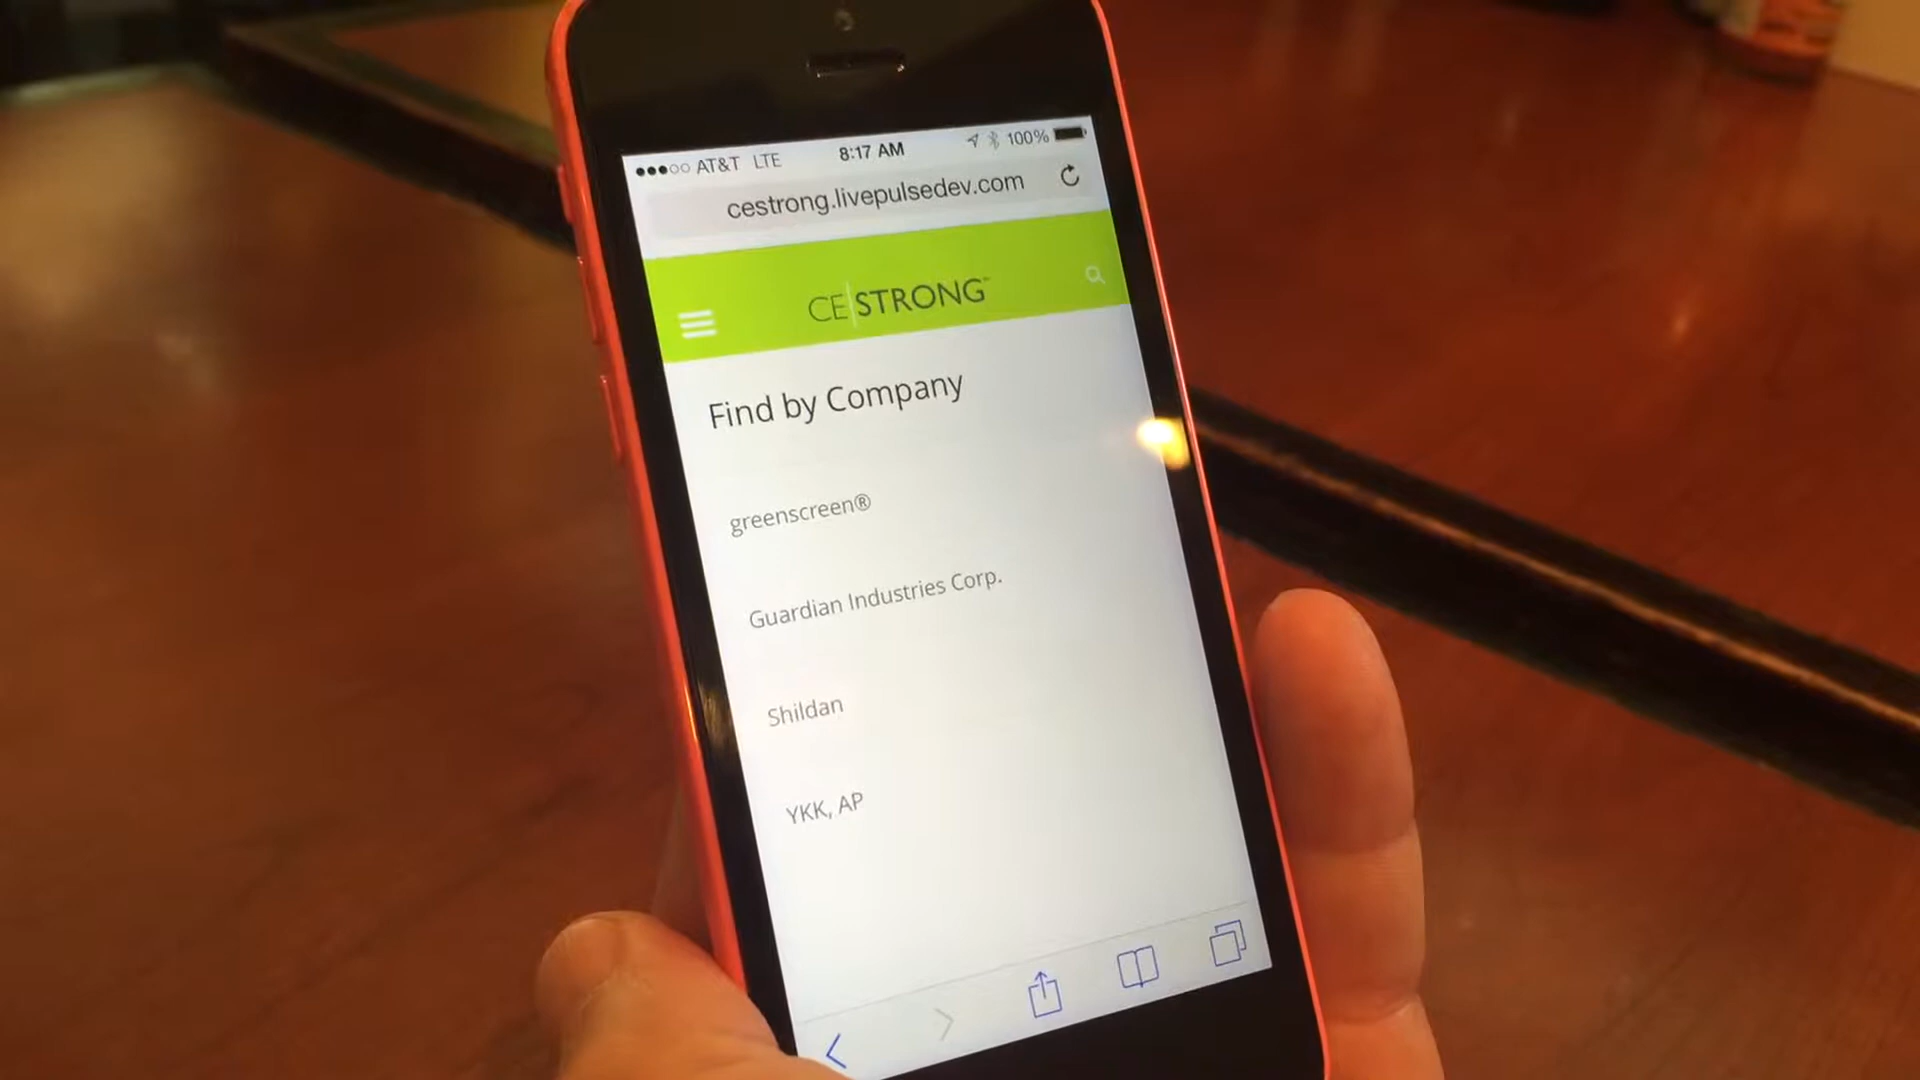 AT&T LTE 8:17 AM 100%
cestrong.livepulsedev.com
CE|STRONG™
Find by Company
greenscreen®
Guardian Industries Corp.
Shildan
YKK, AP